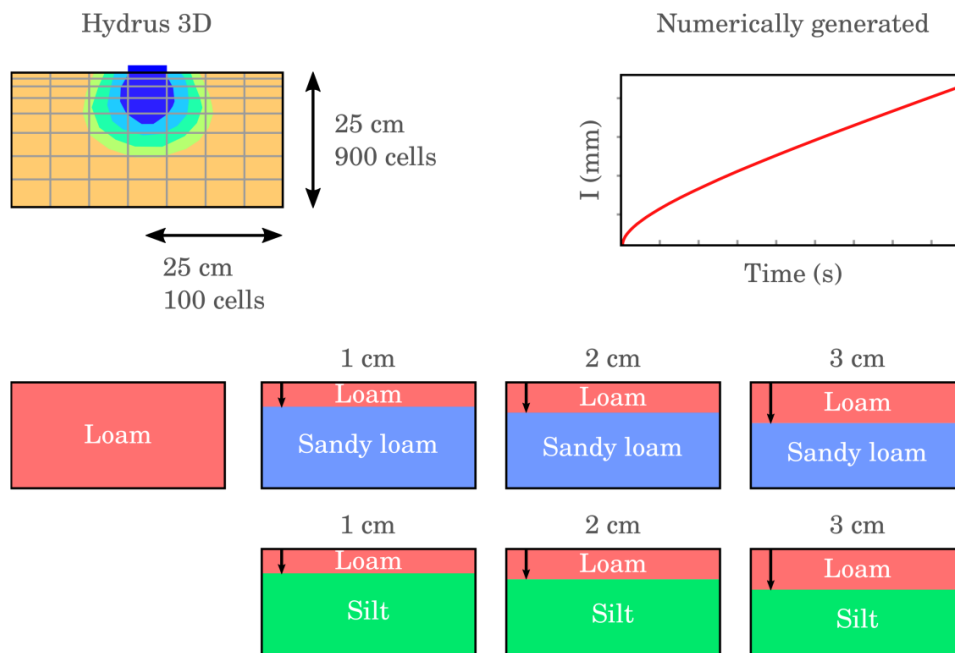 Hydrus 3D
Numerically generated
25 cm
900 cells
25 cm
100 cells
I (mm)
Time (s)
1 cm
2 cm
3 cm
Loam
Loam
Loam
Loam
Sandy loam
Sandy loam
Sandy loam
1 cm
2 cm
3 cm
Loam
Loam
Loam
Silt
Silt
Silt